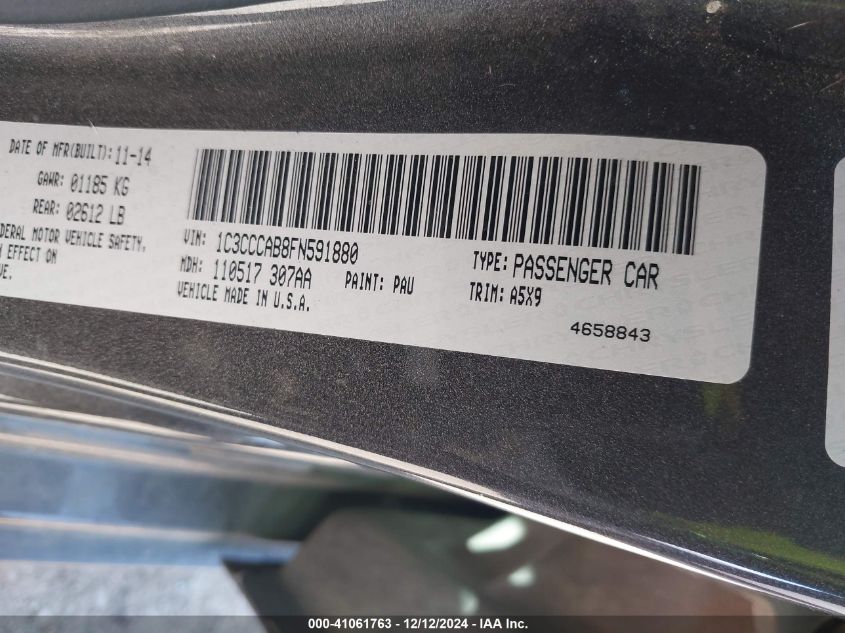 DATE OF MFR(BUILT): 11-14
GAWR: 01185 KG
REAR: 02612 LB
MOTOR VEHICLE SAFETY,
EFFECT ON
VIN: 1C3CCCAB8FN591880
TYPE: PASSENGER CAR
MDH: 110517 307AA
PAINT: PAU
TRIM: A5X9
VEHICLE MADE IN U.S.A.
4658843
000-41061763 - 12/12/2024 - IAA Inc.